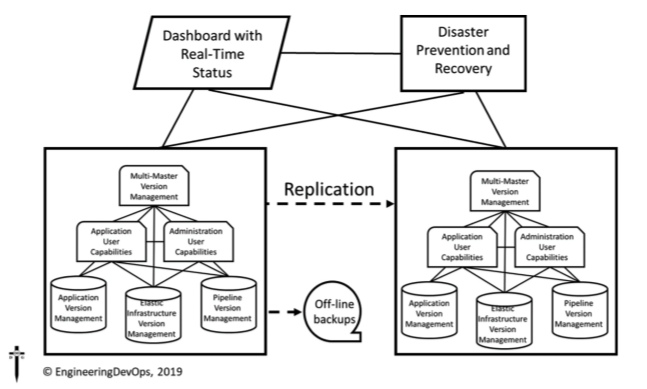 Dashboard with
Real-Time
Status
Disaster
Prevention and
Recovery
Multi-Master
Version
Management
Application
User
Capabilities
Administration
User
Capabilities
Application
Version
Management
Elastic
Infrastructure
Version
Management
Pipeline
Version
Management
Replication
Off-line
backups
Multi-Master
Version
Management
Application
User
Capabilities
Administration
User
Capabilities
Application
Version
Management
Elastic
Infrastructure
Version
Management
Pipeline
Version
Management
© EngineeringDevOps, 2019